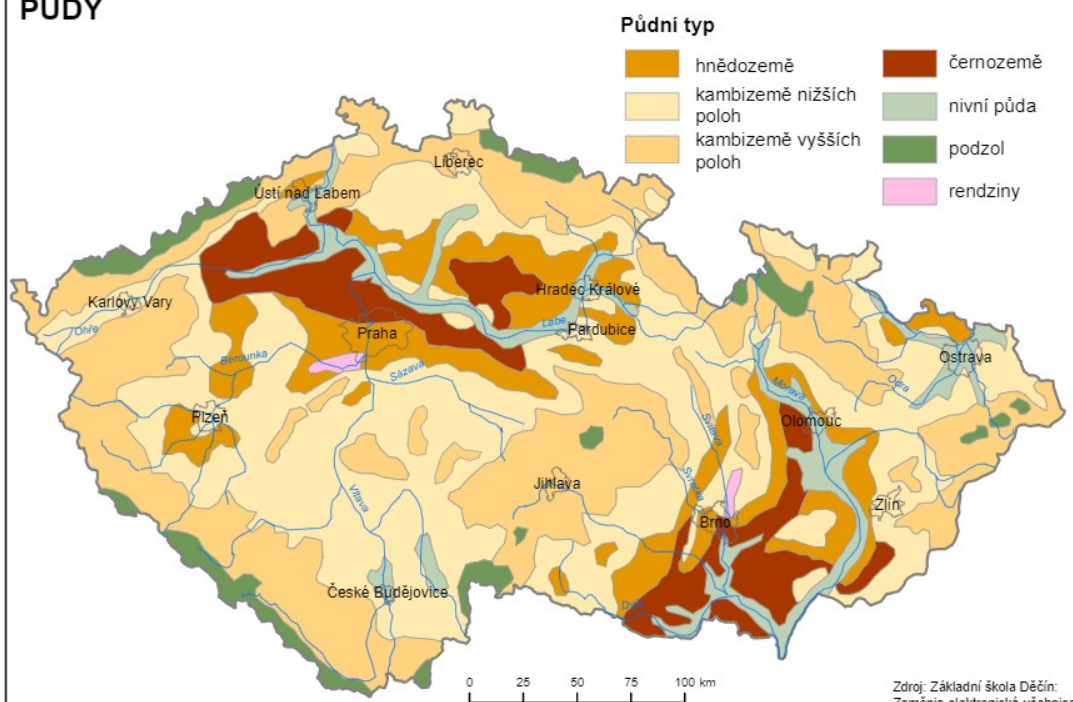 PŮDY
Půdní typ
hnědozemě
kambizemě nižších
poloh
kambizemě vyšších
poloh
černozemě
nivní půda
podzol
rendziny
Liberec
Ústí nad Labem
Karlovy Vary
Ohře
Hradec Králové
Labe
Pardubice
Praha
Berounka
Sázava
Plzeň
Ostrava
Odra
Morava
Olomouc
Svitava
Jihlava
Svratka
Zlín
Vltava
Brno
České Budějovice
Dyje
0 25 50 75 100 km
Zdroj: Základní škola Děčín: